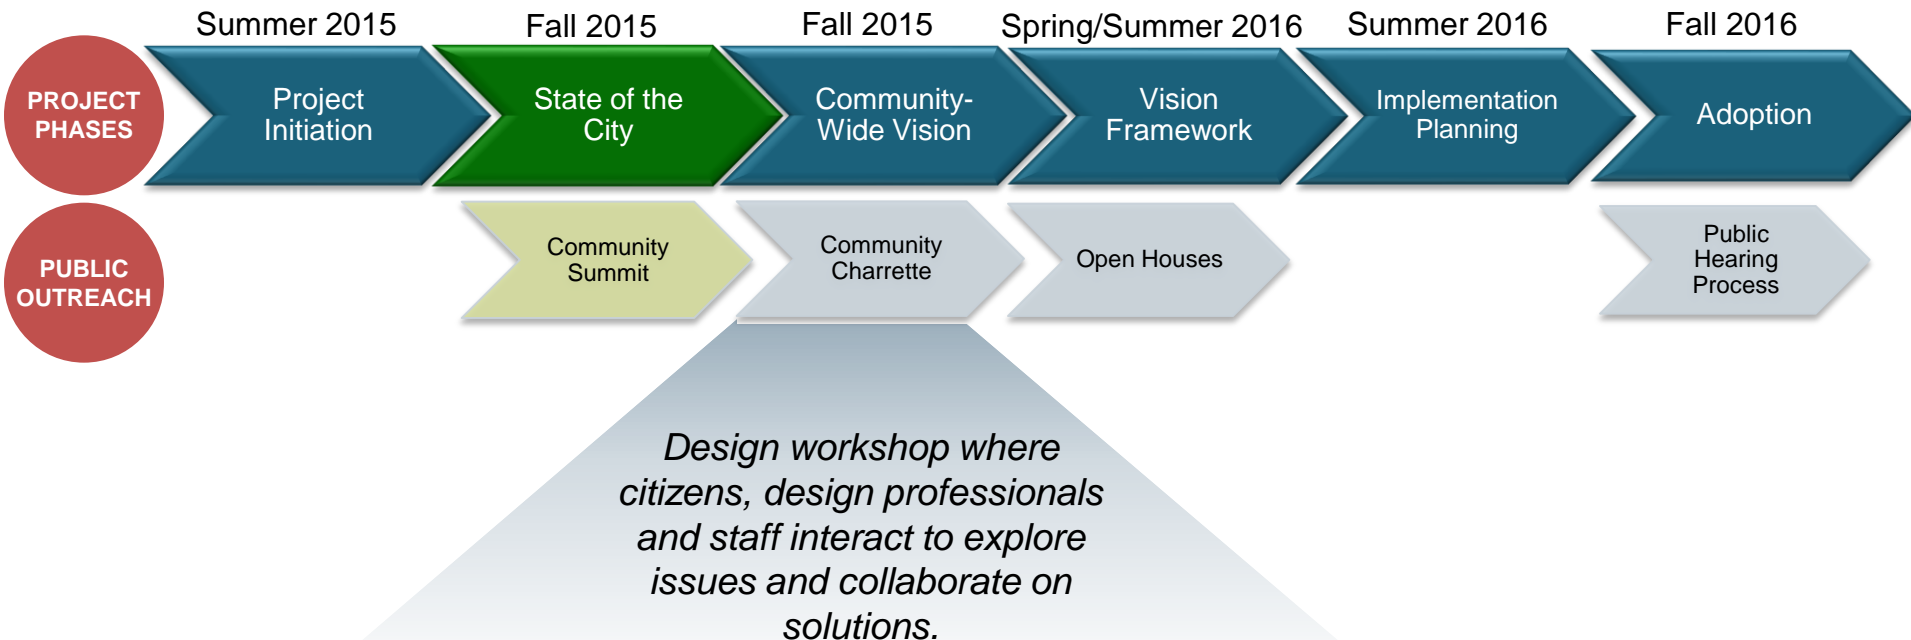 Summer 2015
Fall 2015
Fall 2015
Spring/Summer 2016
Summer 2016
Fall 2016
PROJECT
PHASES
Project
Initiation
State of the
City
Community-
Wide Vision
Vision
Framework
Implementation
Planning
Adoption
PUBLIC
OUTREACH
Community
Summit
Community
Charrette
Open Houses
Public
Hearing
Process
Design workshop where
citizens, design professionals
and staff interact to explore
issues and collaborate on
solutions.